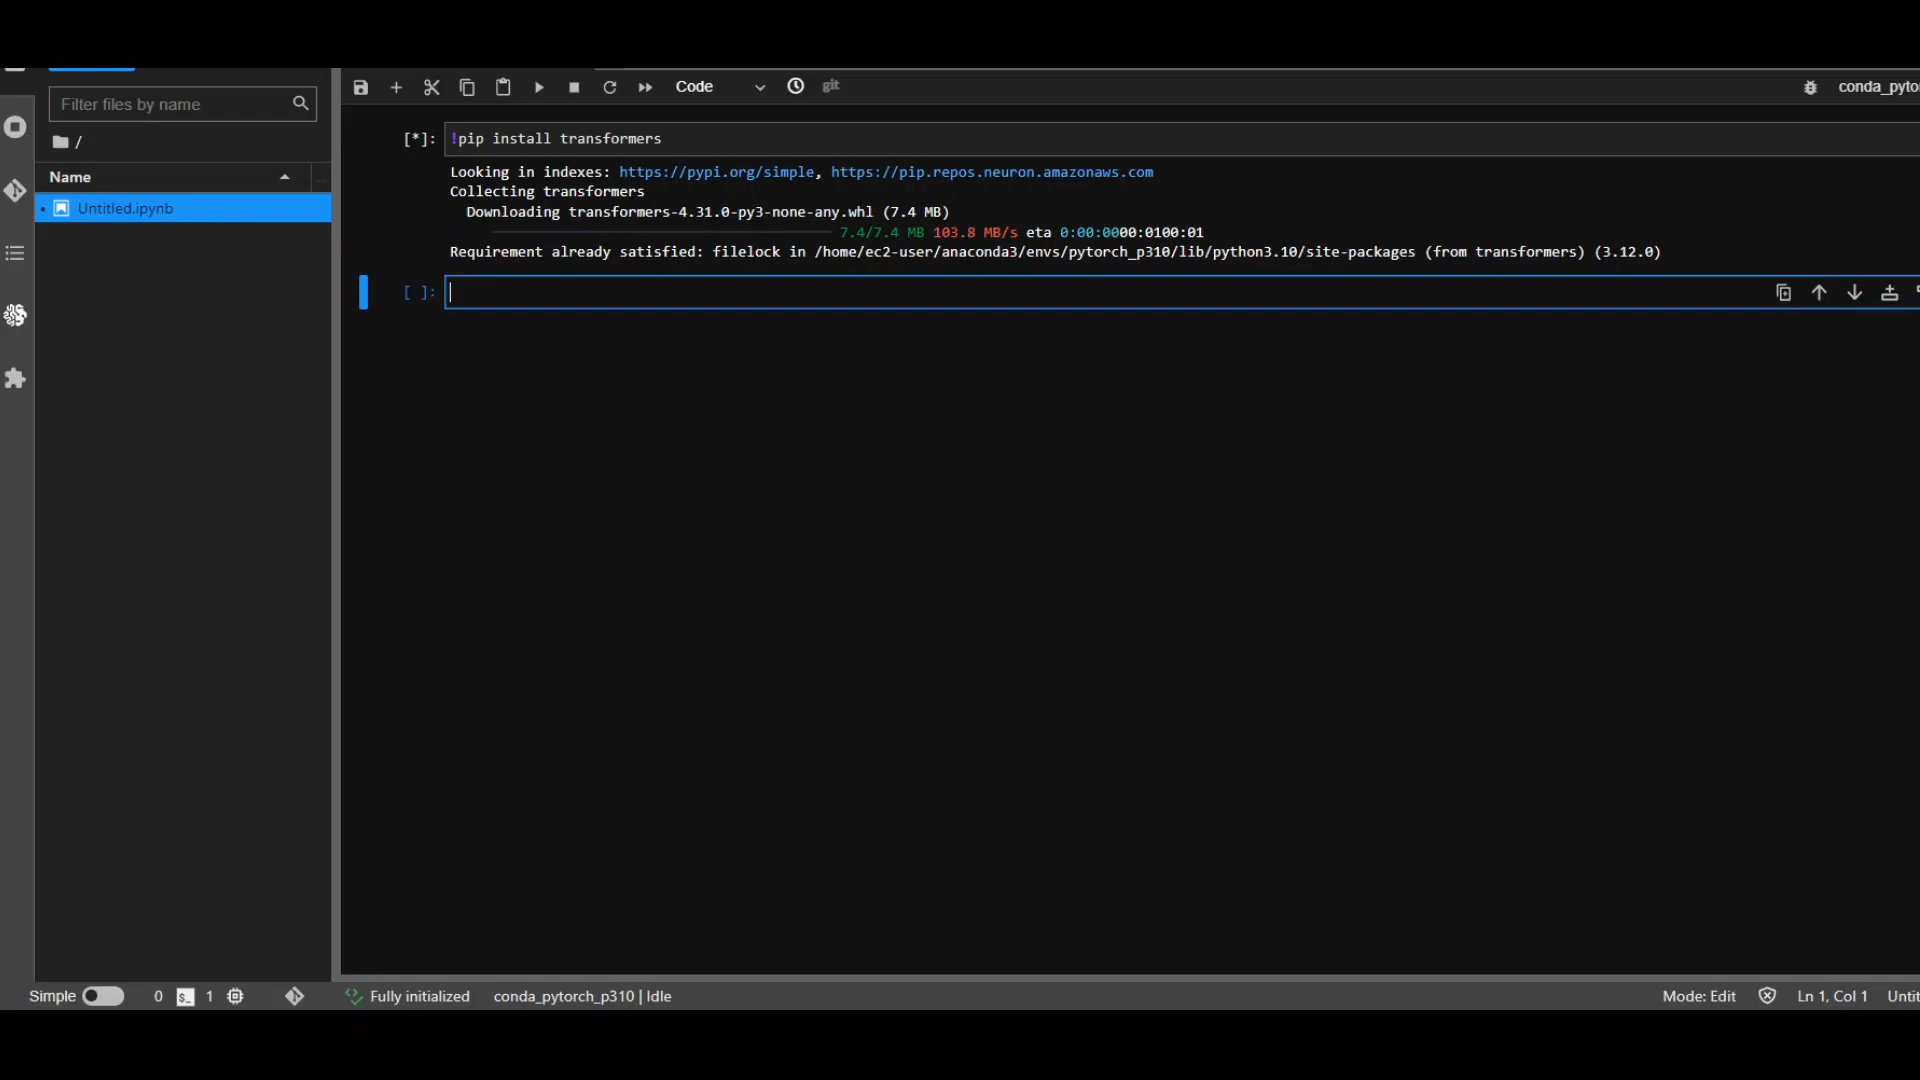 Filter files by name
/
Name
Untitled.ipynb
Code
git
[*]: !pip install transformers
Looking in indexes: https://pypi.org/simple, https://pip.repos.neuron.amazonaws.com
Collecting transformers
Downloading transformers-4.31.0-py3-none-any.whl (7.4 MB)
7.4/7.4 MB 103.8 MB/s eta 0:00:0000:0100:01
Requirement already satisfied: filelock in /home/ec2-user/anaconda3/envs/pytorch_p310/lib/python3.10/site-packages (from transformers) (3.12.0)
[ ]:
conda_pyto
Simple 0 $_ 1 Fully initialized conda_pytorch_p310 | Idle Mode: Edit Ln 1, Col 1 Untit